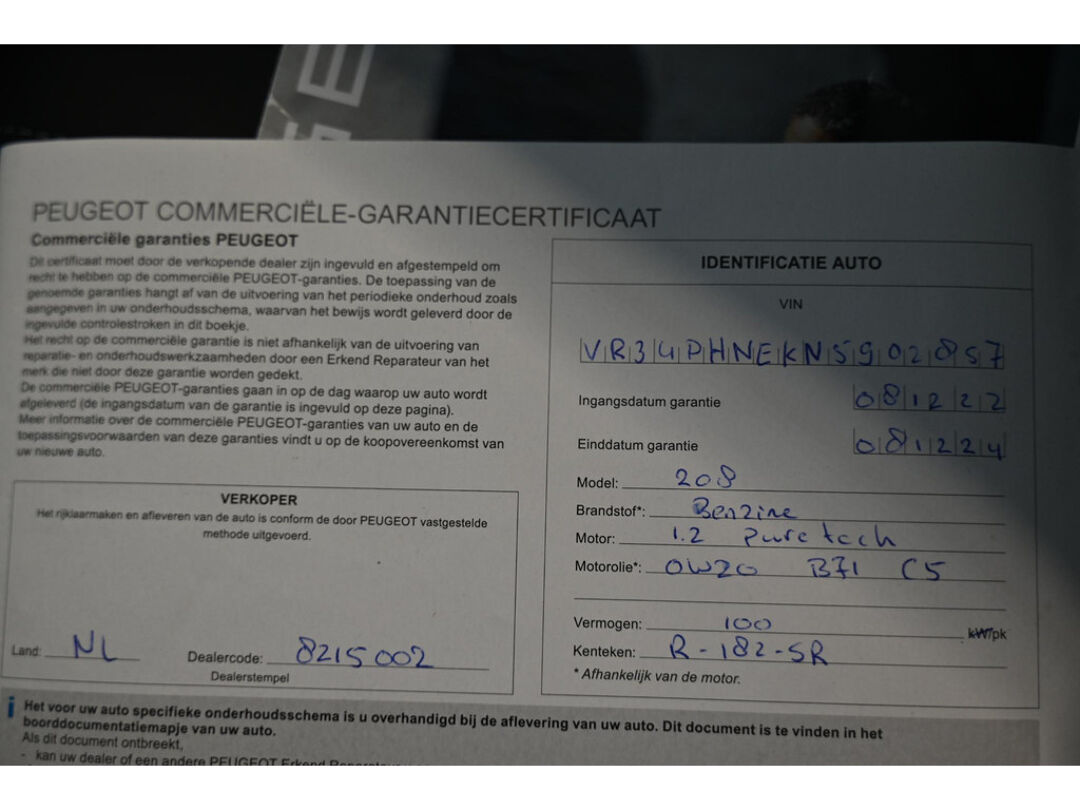 GE
PEUGEOT COMMERCIËLE-GARANTIECERTIFICAAT
Commerciële garanties PEUGEOT
Dit certificaat moet door de verkopende dealer zijn ingevuld en afgestempeld om
recht te hebben op de commerciële PEUGEOT-garanties. De toepassing van de
genoemde garanties hangt af van de uitvoering van het periodieke onderhoud zoals
aangegeven in uw onderhoudsschema, waarvan het bewijs wordt geleverd door de
ingevulde controlestroken in dit boekje.
Het recht op de commerciële garantie is niet afhankelijk van de uitvoering van
reparatie- en onderhoudswerkzaamheden door een Erkend Reparateur van het
merk die niet door deze garantie worden gedekt.
De commerciële PEUGEOT-garanties gaan in op de dag waarop uw auto wordt
afgeleverd (de ingangsdatum van de garantie is ingevuld op deze pagina).
Meer informatie over de commerciële PEUGEOT-garanties van uw auto en de
toepassingsvoorwaarden van deze garanties vindt u op de koopovereenkomst van
uw nieuwe auto.
VERKOPER
Het rijklaarmaken en afleveren van de auto is conform de door PEUGEOT vastgestelde
methode uitgevoerd.
Land: NL Dealercode: 8215002
Dealerstempel
IDENTIFICATIE AUTO
VIN
VR3UPHNEKN5902857
Ingangsdatum garantie 081222
Einddatum garantie 081224
Model: 208
Brandstof*: Benzine
Motor: 1.2 puretech
Motorolie*: 0W20 B71 C5
Vermogen: 100 kW/pk
Kenteken: R-182-SR
* Afhankelijk van de motor.
i Het voor uw auto specifieke onderhoudsschema is u overhandigd bij de aflevering van uw auto. Dit document is te vinden in het
boorddocumentatiemapje van uw auto.
Als dit document ontbreekt,
- kan uw dealer of een andere PEUGEOT Erkend